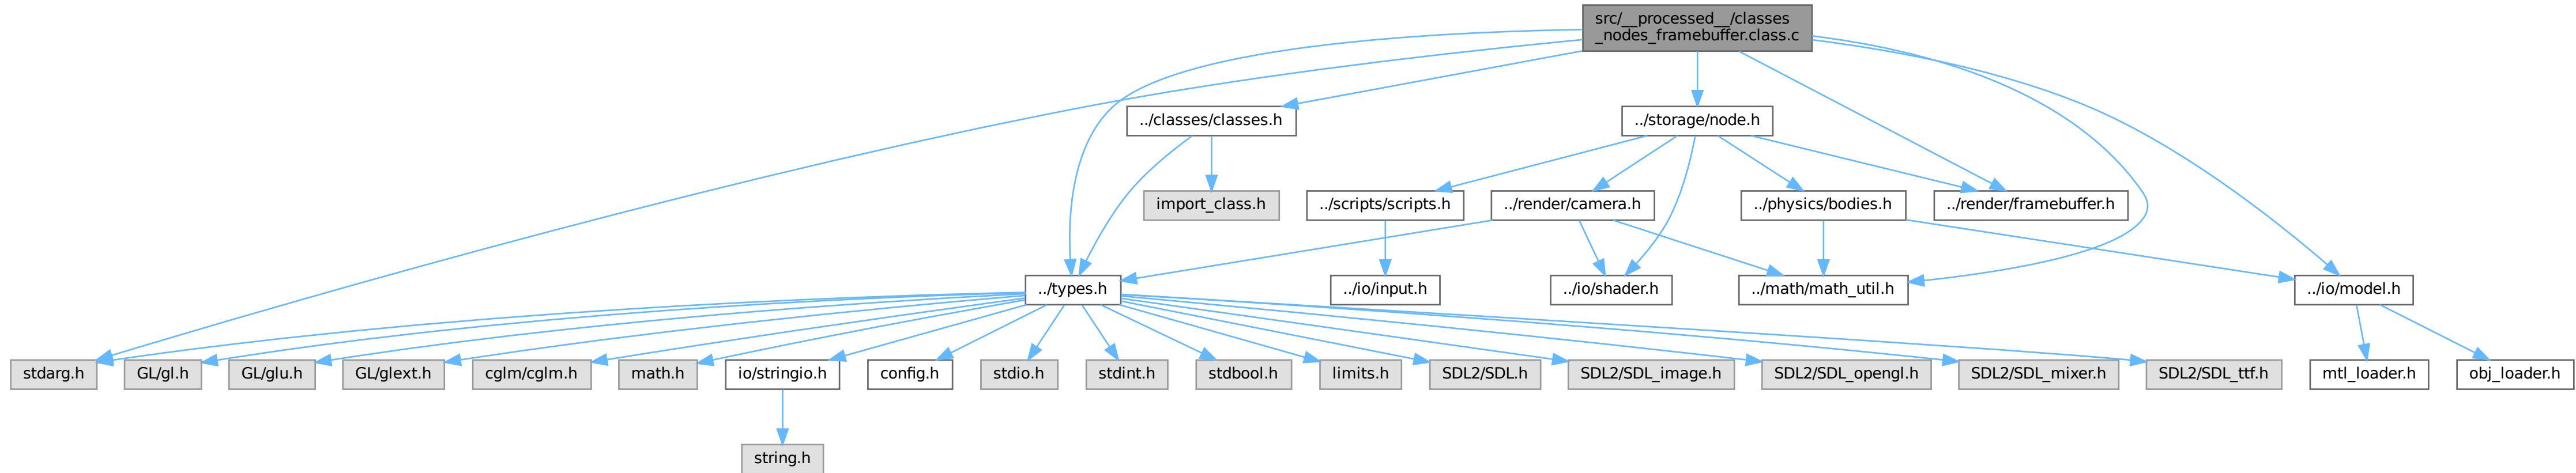 src/__processed__/classes
_nodes_framebuffer.class.c
../classes/classes.h
../storage/node.h
import_class.h
../scripts/scripts.h
../render/camera.h
../physics/bodies.h
../render/framebuffer.h
../types.h
../io/input.h
../io/shader.h
../math/math_util.h
../io/model.h
stdarg.h
GL/gl.h
GL/glu.h
GL/glext.h
cglm/cglm.h
math.h
io/stringio.h
config.h
stdio.h
stdint.h
stdbool.h
limits.h
SDL2/SDL.h
SDL2/SDL_image.h
SDL2/SDL_opengl.h
SDL2/SDL_mixer.h
SDL2/SDL_ttf.h
mtl_loader.h
obj_loader.h
string.h